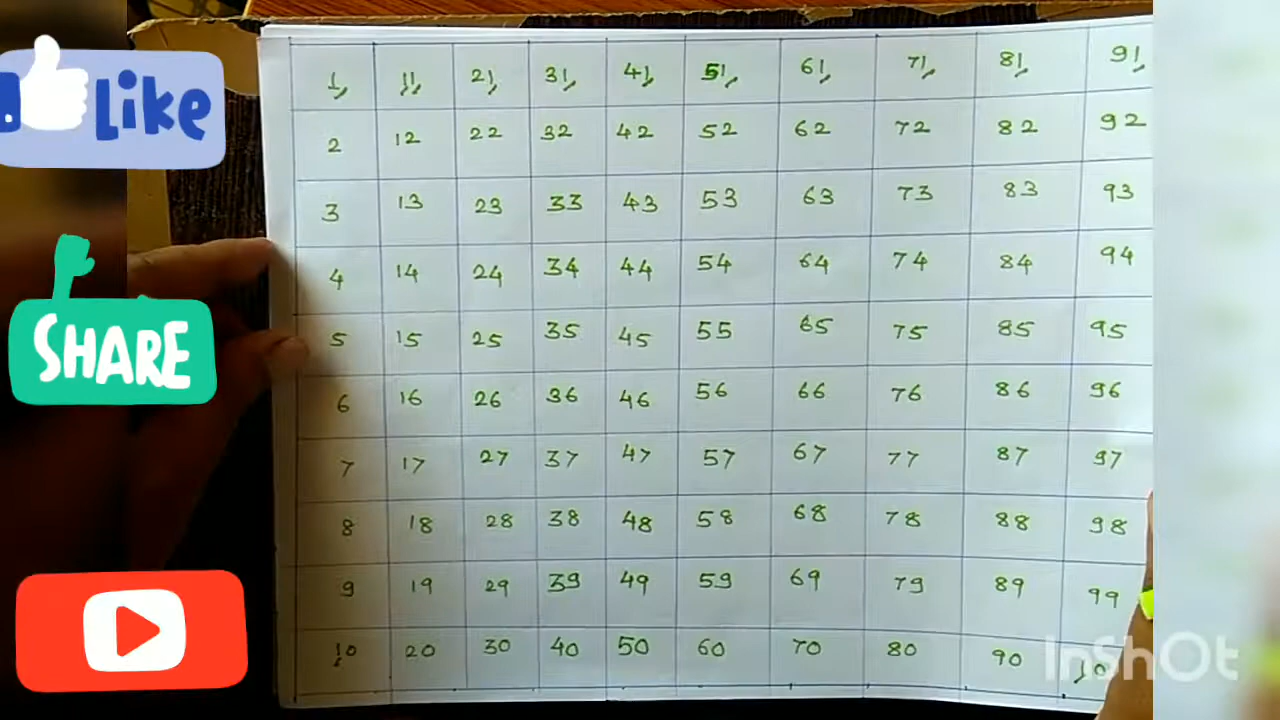 Like
SHARE
1 11 21 31 41 51 61 71 81 91
2 12 22 32 42 52 62 72 82 92
3 13 23 33 43 53 63 73 83 93
4 14 24 34 44 54 64 74 84 94
5 15 25 35 45 55 65 75 85 95
6 16 26 36 46 56 66 76 86 96
7 17 27 37 47 57 67 77 87 97
8 18 28 38 48 58 68 78 88 98
9 19 29 39 49 59 69 79 89 99
10 20 30 40 50 60 70 80 90
InShOt